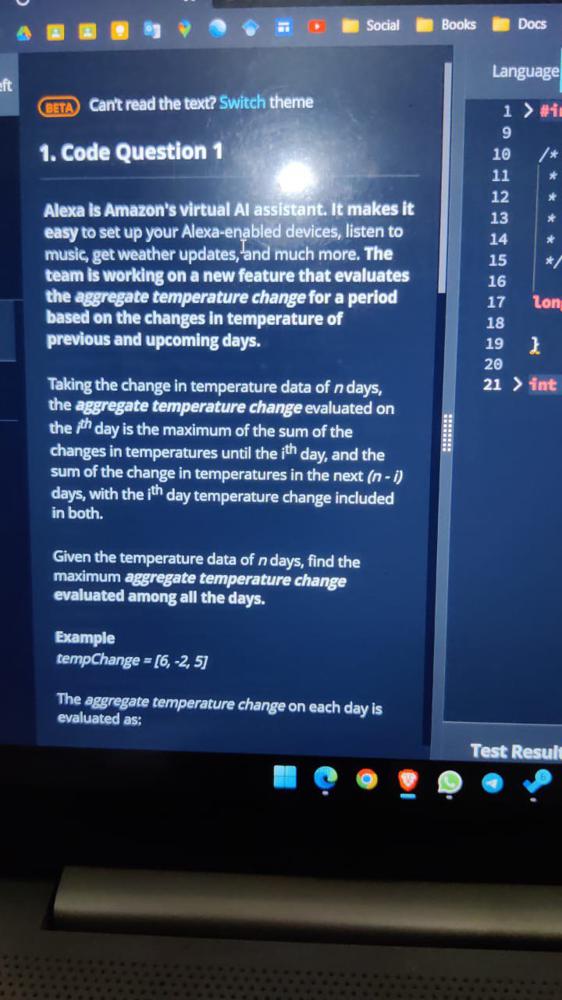 Social Books Docs
eft
BETA Can't read the text? Switch theme
Language
1. Code Question 1
Alexa is Amazon's virtual AI assistant. It makes it
easy to set up your Alexa-enabled devices, listen to
music, get weather updates, and much more. The
team is working on a new feature that evaluates
the aggregate temperature change for a period
based on the changes in temperature of
previous and upcoming days.
Taking the change in temperature data of n days,
the aggregate temperature change evaluated on
the ith day is the maximum of the sum of the
changes in temperatures until the ith day, and the
sum of the change in temperatures in the next (n - i)
days, with the ith day temperature change included
in both.
Given the temperature data of n days, find the
maximum aggregate temperature change
evaluated among all the days.
Example
tempChange = [6, -2, 5]
The aggregate temperature change on each day is
evaluated as:
1 > #i
9
10 /*
11 *
12 *
13 *
14 *
15 */
16
17 lon
18
19 }
20
21 > int
Test Resul